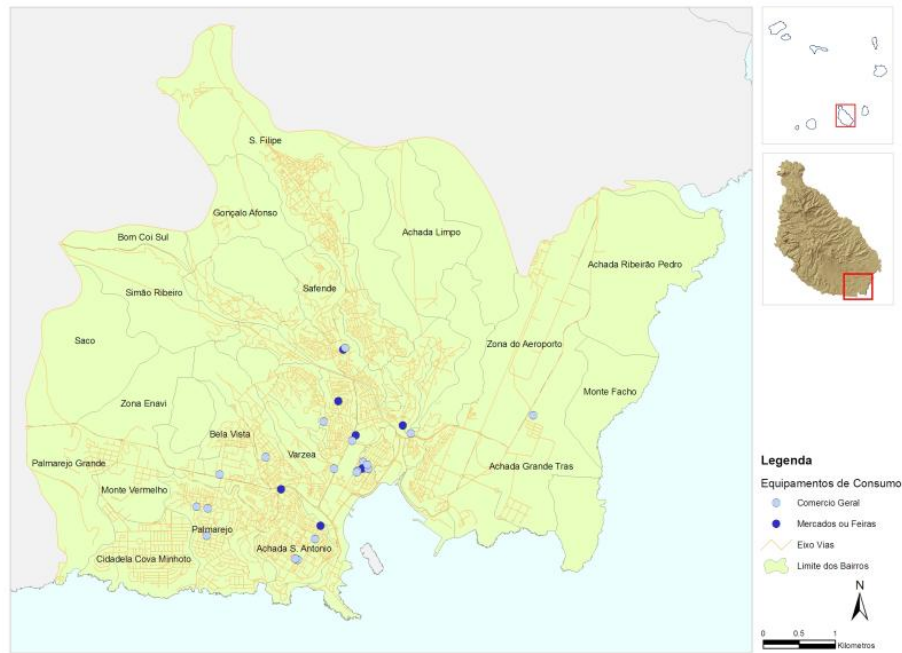 S. Filipe
Gonçalo Afonso
Achada Limpo
Bom Coi Sul
Achada Ribeirão Pedro
Safende
Simão Ribeiro
Saco
Zona do Aeroporto
Monte Facho
Zona Enavi
Bela Vista
Varzea
Palmarejo Grande
Achada Grande Tras
Monte Vermelho
Palmarejo
Achada S. Antonio
Cidadela Cova Minhoto
Legenda
Equipamentos de Consumo
Comercio Geral
Mercados ou Feiras
Eixo Vias
Limite dos Bairros
N
0 0.5 1
Kilometros